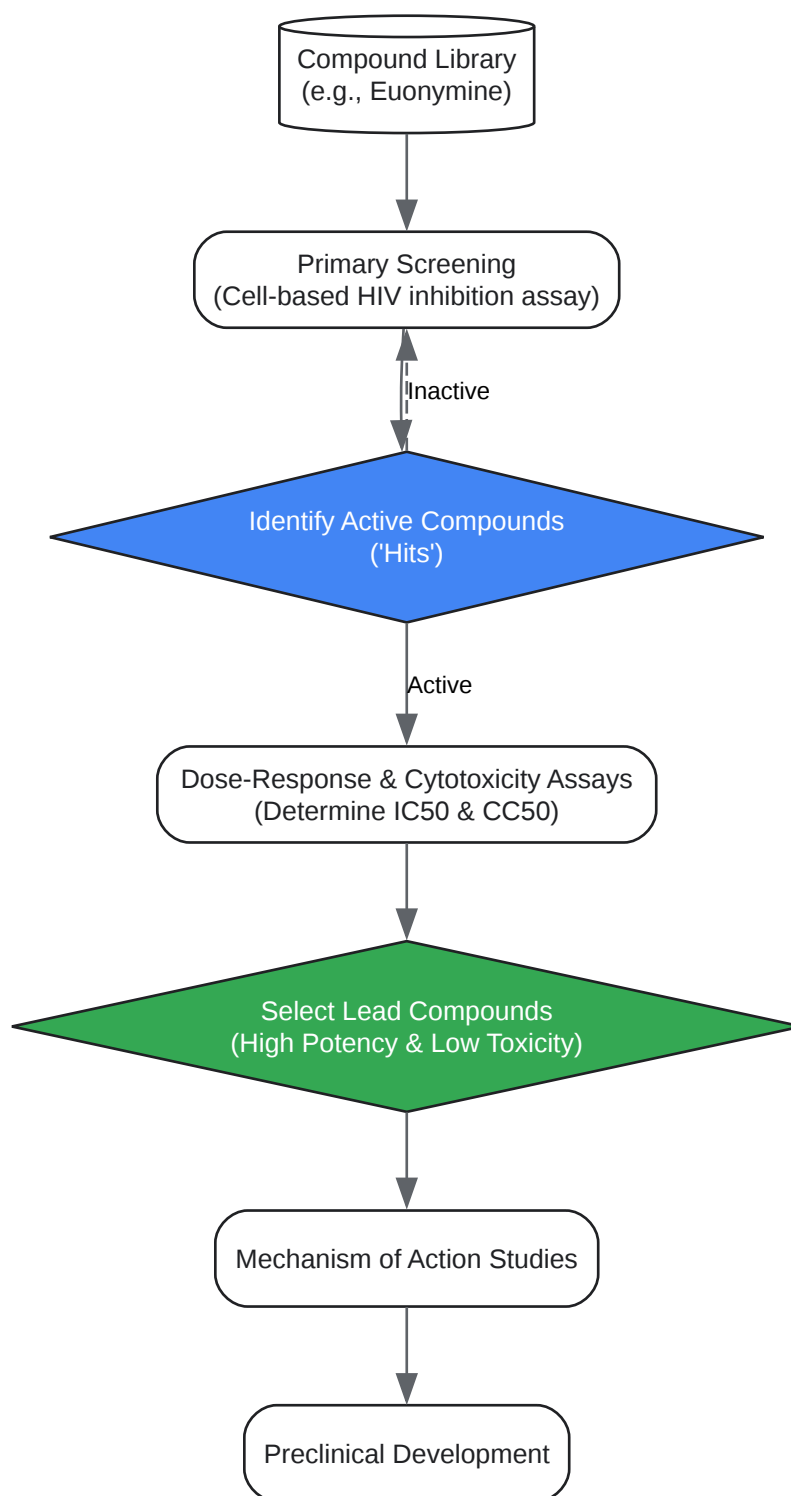 Compound Library
(e.g., Euonymine)
Primary Screening
(Cell-based HIV inhibition assay)
Inactive
Identify Active Compounds
('Hits')
Active
Dose-Response & Cytotoxicity Assays
(Determine IC50 & CC50)
Select Lead Compounds
(High Potency & Low Toxicity)
Mechanism of Action Studies
Preclinical Development